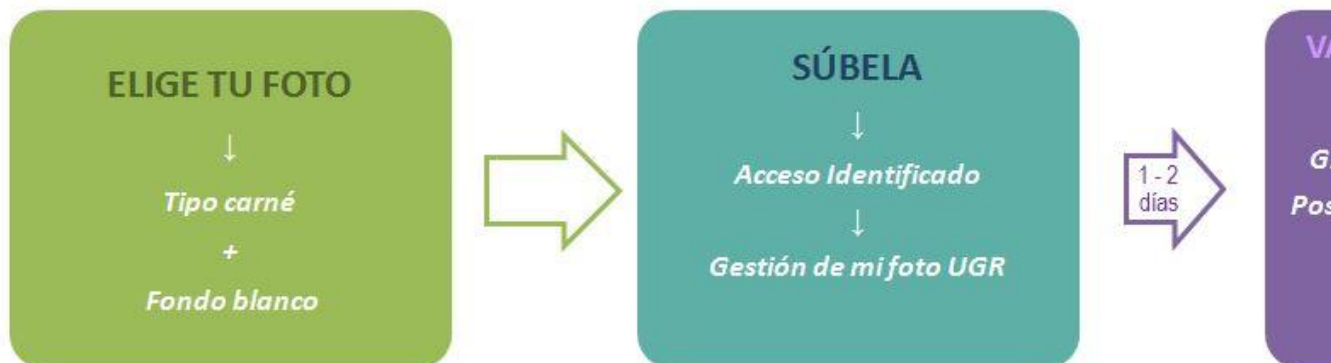 ELIGE TU FOTO
↓
Tipo carné
+
Fondo blanco
SÚBELA
↓
Acceso Identificado
↓
Gestión de mi foto UGR
1 - 2
días